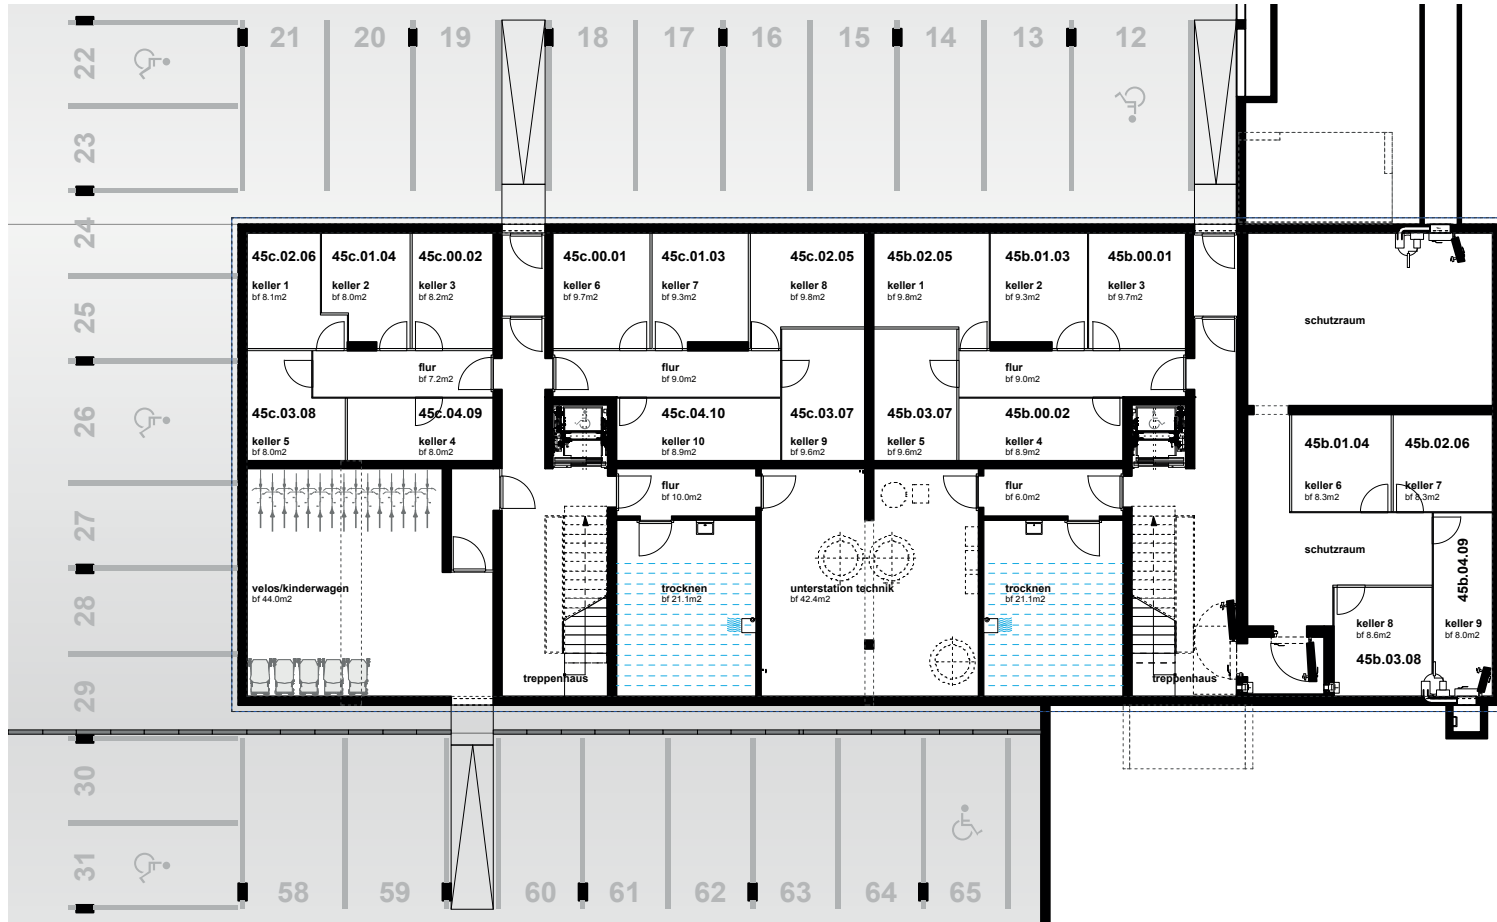 21
20
19
18
17
16
15
14
13
12
22
23
24
25
26
27
28
29
30
31
45c.02.06
keller 1
bf 8.1m2
45c.01.04
keller 2
bf 8.0m2
45c.00.02
keller 3
bf 8.2m2
45c.00.01
keller 6
bf 9.7m2
45c.01.03
keller 7
bf 9.3m2
45c.02.05
keller 8
bf 9.8m2
45b.02.05
keller 1
bf 9.8m2
45b.01.03
keller 2
bf 9.3m2
45b.00.01
keller 3
bf 9.7m2
schutzraum
flur
bf 7.2m2
flur
bf 9.0m2
flur
bf 9.0m2
45c.03.08
keller 5
bf 8.0m2
45c.04.09
keller 4
bf 8.0m2
45c.04.10
keller 10
bf 8.9m2
45c.03.07
keller 9
bf 9.6m2
45b.03.07
keller 5
bf 9.6m2
45b.00.02
keller 4
bf 8.9m2
45b.01.04
keller 6
bf 8.3m2
45b.02.06
keller 7
bf 8.3m2
flur
bf 10.0m2
flur
bf 6.0m2
schutzraum
45b.04.09
velos/kinderwagen
bf 44.0m2
trocknen
bf 21.1m2
unterstation technik
bf 42.4m2
trocknen
bf 21.1m2
keller 8
bf 8.6m2
45b.03.08
keller 9
bf 8.0m2
treppenhaus
treppenhaus
58
59
60
61
62
63
64
65